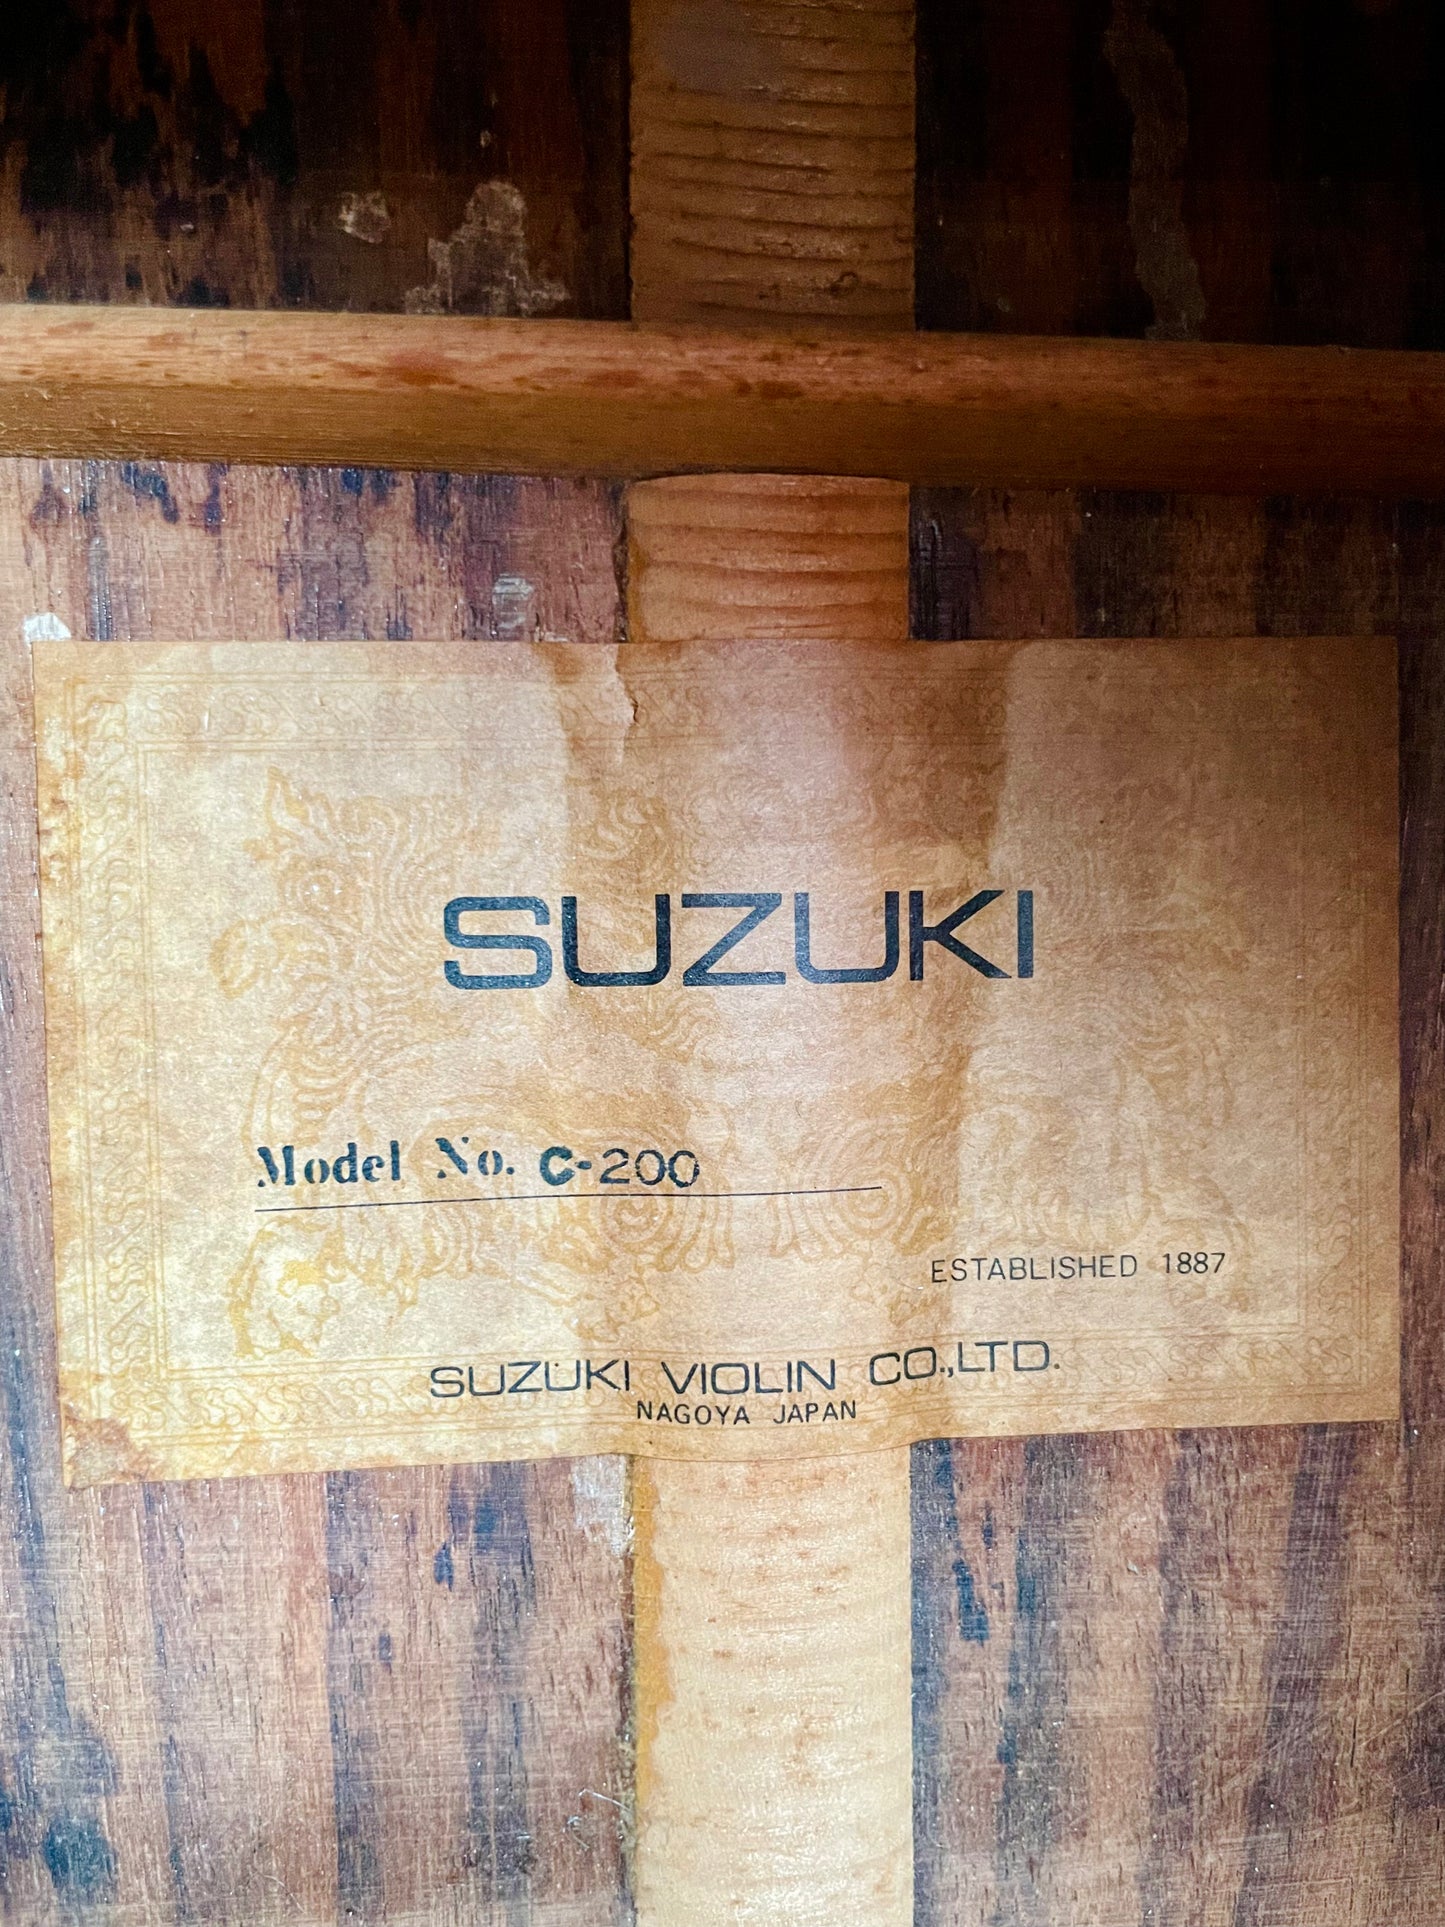 SUZUKI
Model No. C-200
ESTABLISHED 1887
SUZUKI VIOLIN CO.,LTD.
NAGOYA JAPAN